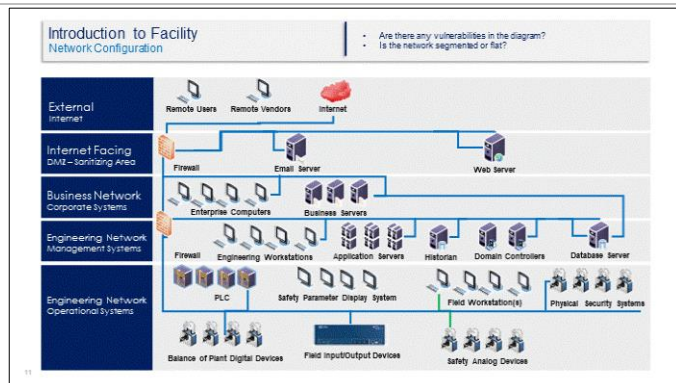 Introduction to Facility
Network Configuration
• Are there any vulnerabilities in the diagram?
• Is the network segmented or flat?
External
Internet
Remote Users
Remote Vendors
Internet
Internet Facing
DMZ – Sanitizing Area
Firewall
Email Server
Web Server
Business Network
Corporate Systems
Enterprise Computers
Business Servers
Engineering Network
Management Systems
Firewall
Engineering Workstations
Application Servers
Historian
Domain Controllers
Database Server
Engineering Network
Operational Systems
PLC
Safety Parameter Display System
Field Workstation(s)
Physical Security Systems
Balance of Plant Digital Devices
Field Input/Output Devices
Safety Analog Devices
11